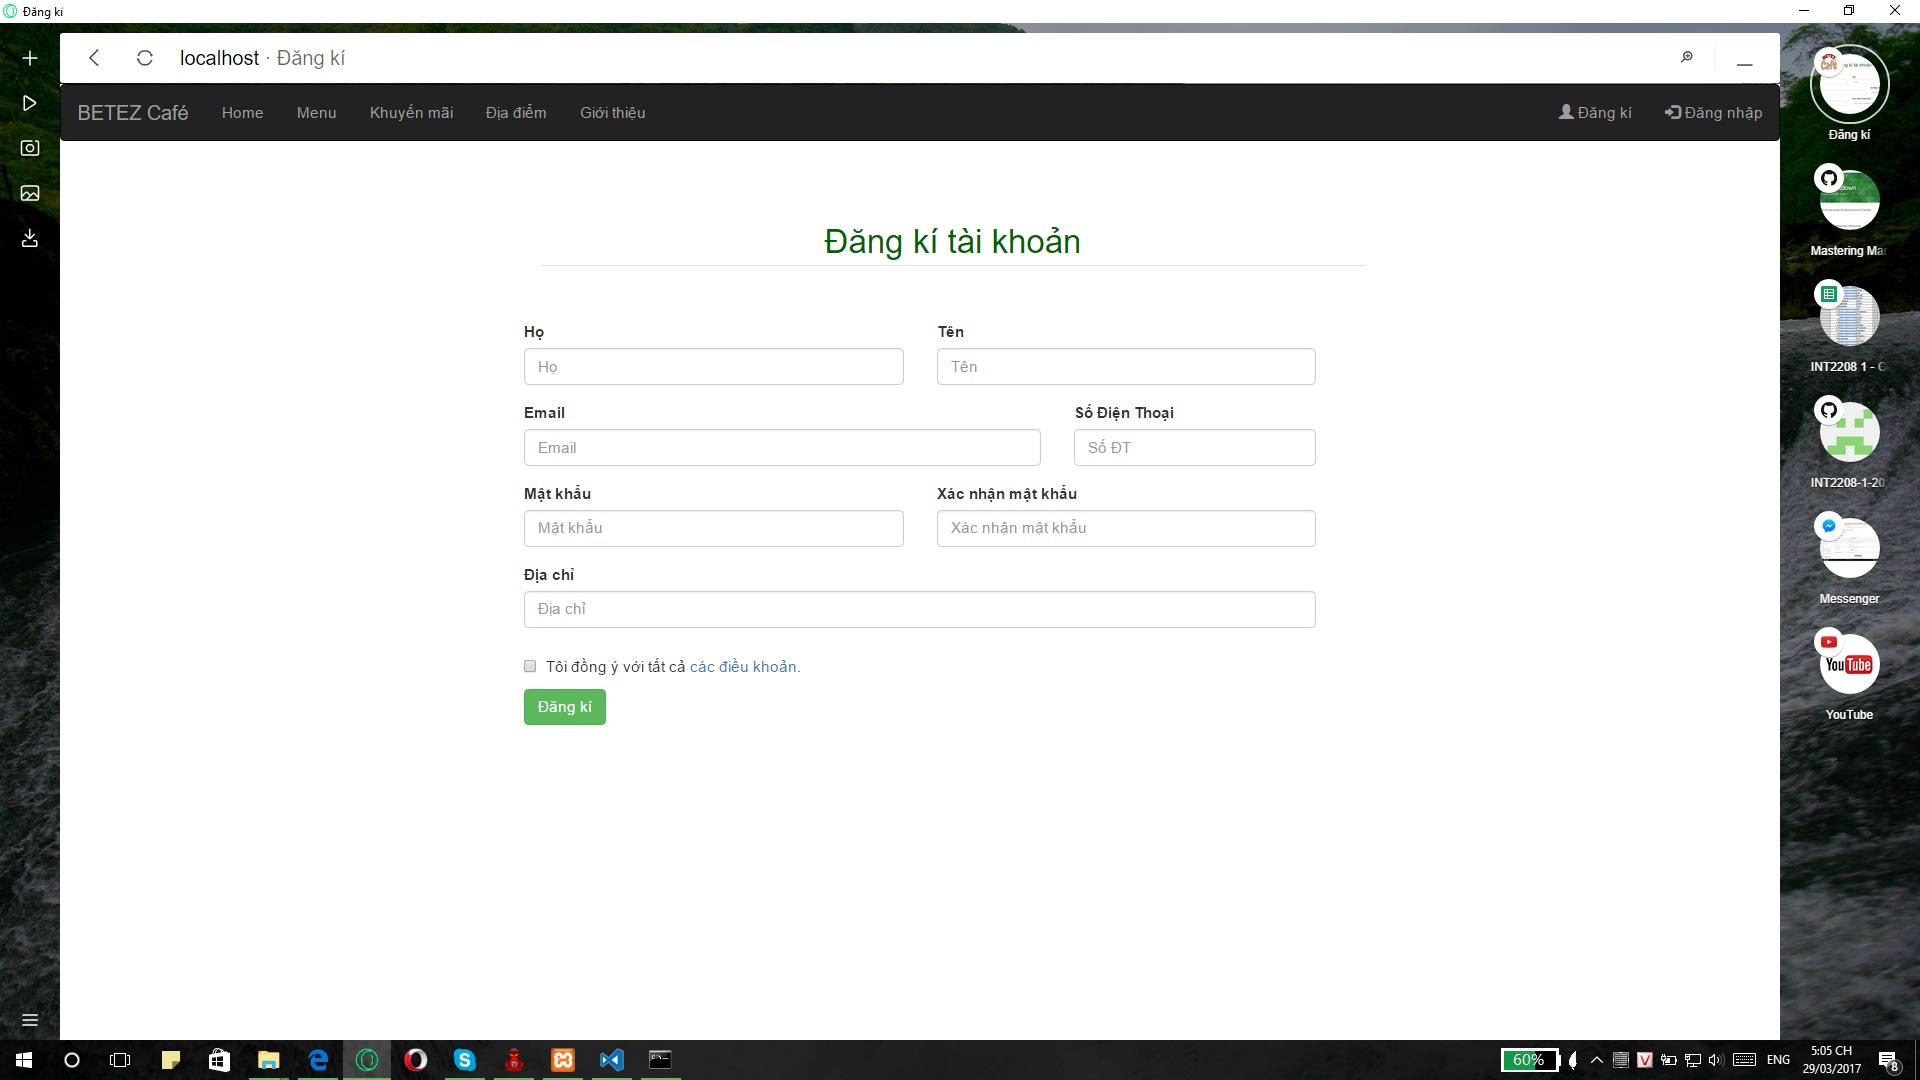 Đăng kí
localhost · Đăng kí
BETEZ Café
Home
Menu
Khuyến mãi
Địa điểm
Giới thiệu
Đăng kí
Đăng nhập
Đăng kí tài khoản
Họ
Tên
Họ
Tên
Email
Số Điện Thoại
Email
Số ĐT
Mật khẩu
Xác nhận mật khẩu
Mật khẩu
Xác nhận mật khẩu
Địa chỉ
Địa chỉ
Tôi đồng ý với tất cả các điều khoản.
Đăng kí
Đăng kí
Mastering Mar
INT2208 1 - C
INT2208-1-20
Messenger
YouTube
YouTube
60%
ENG
5:05 CH
29/03/2017
8